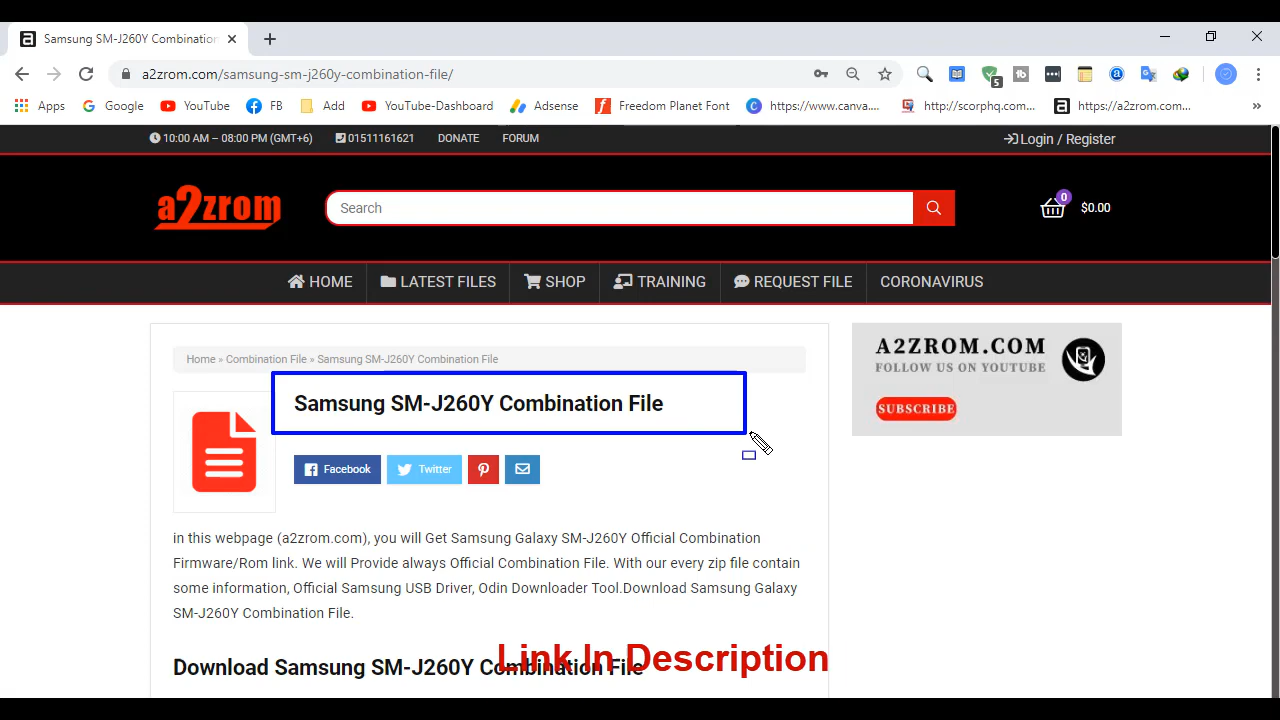 Samsung SM-J260Y Combination
a2zrom.com/samsung-sm-j260y-combination-file/
5
Apps Google YouTube FB Add YouTube-Dashboard Adsense Freedom Planet Font https://www.canva.... http://scorphq.com... https://a2zrom.com... »
10:00 AM – 08:00 PM (GMT+6) 01511161621 DONATE FORUM Login / Register
a2zrom Search 0 $0.00
HOME LATEST FILES SHOP TRAINING REQUEST FILE CORONAVIRUS
Home » Combination File » Samsung SM-J260Y Combination File
Samsung SM-J260Y Combination File
Facebook Twitter
A2ZROM.COM
FOLLOW US ON YOUTUBE
SUBSCRIBE
in this webpage (a2zrom.com), you will Get Samsung Galaxy SM-J260Y Official Combination
Firmware/Rom link. We will Provide always Official Combination File. With our every zip file contain
some information, Official Samsung USB Driver, Odin Downloader Tool.Download Samsung Galaxy
SM-J260Y Combination File.
Download Samsung SM-J260Y Combination File
Link In Description